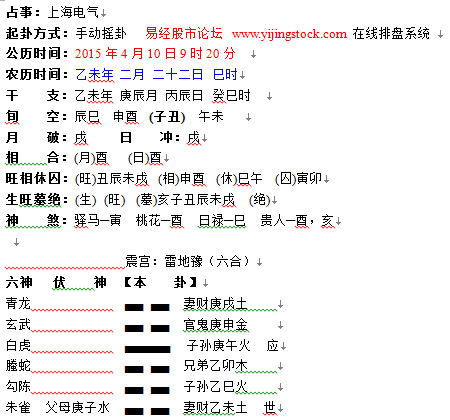 占事：上海电气
起卦方式：手动摇卦 易经股市论坛 www.yijingstock.com 在线排盘系统
公历时间：2015 年 4 月 10 日 9 时 20 分
农历时间：乙未年 二月 二十二日 巳时
干 支：乙未年 庚辰月 丙辰日 癸巳时
旬 空：辰巳 申酉 (子丑) 午未
月 破：戌 日 冲：戌
相 合：(月)酉 (日)酉
旺相休囚：(旺)丑辰未戌 (相)申酉 (休)巳午 (囚)寅卯
生旺墓绝：(生) (旺) (墓)亥子丑辰未戌 (绝)
神 煞：驿马—寅 桃花—酉 日禄—巳 贵人—酉，亥
震宫：雷地豫（六合）
六神 伏 神 【本 卦】
青龙 妻财庚戌土
玄武 官鬼庚申金
白虎 子孙庚午火 应
螣蛇 兄弟乙卯木
勾陈 子孙乙巳火
朱雀 父母庚子水 妻财乙未土 世